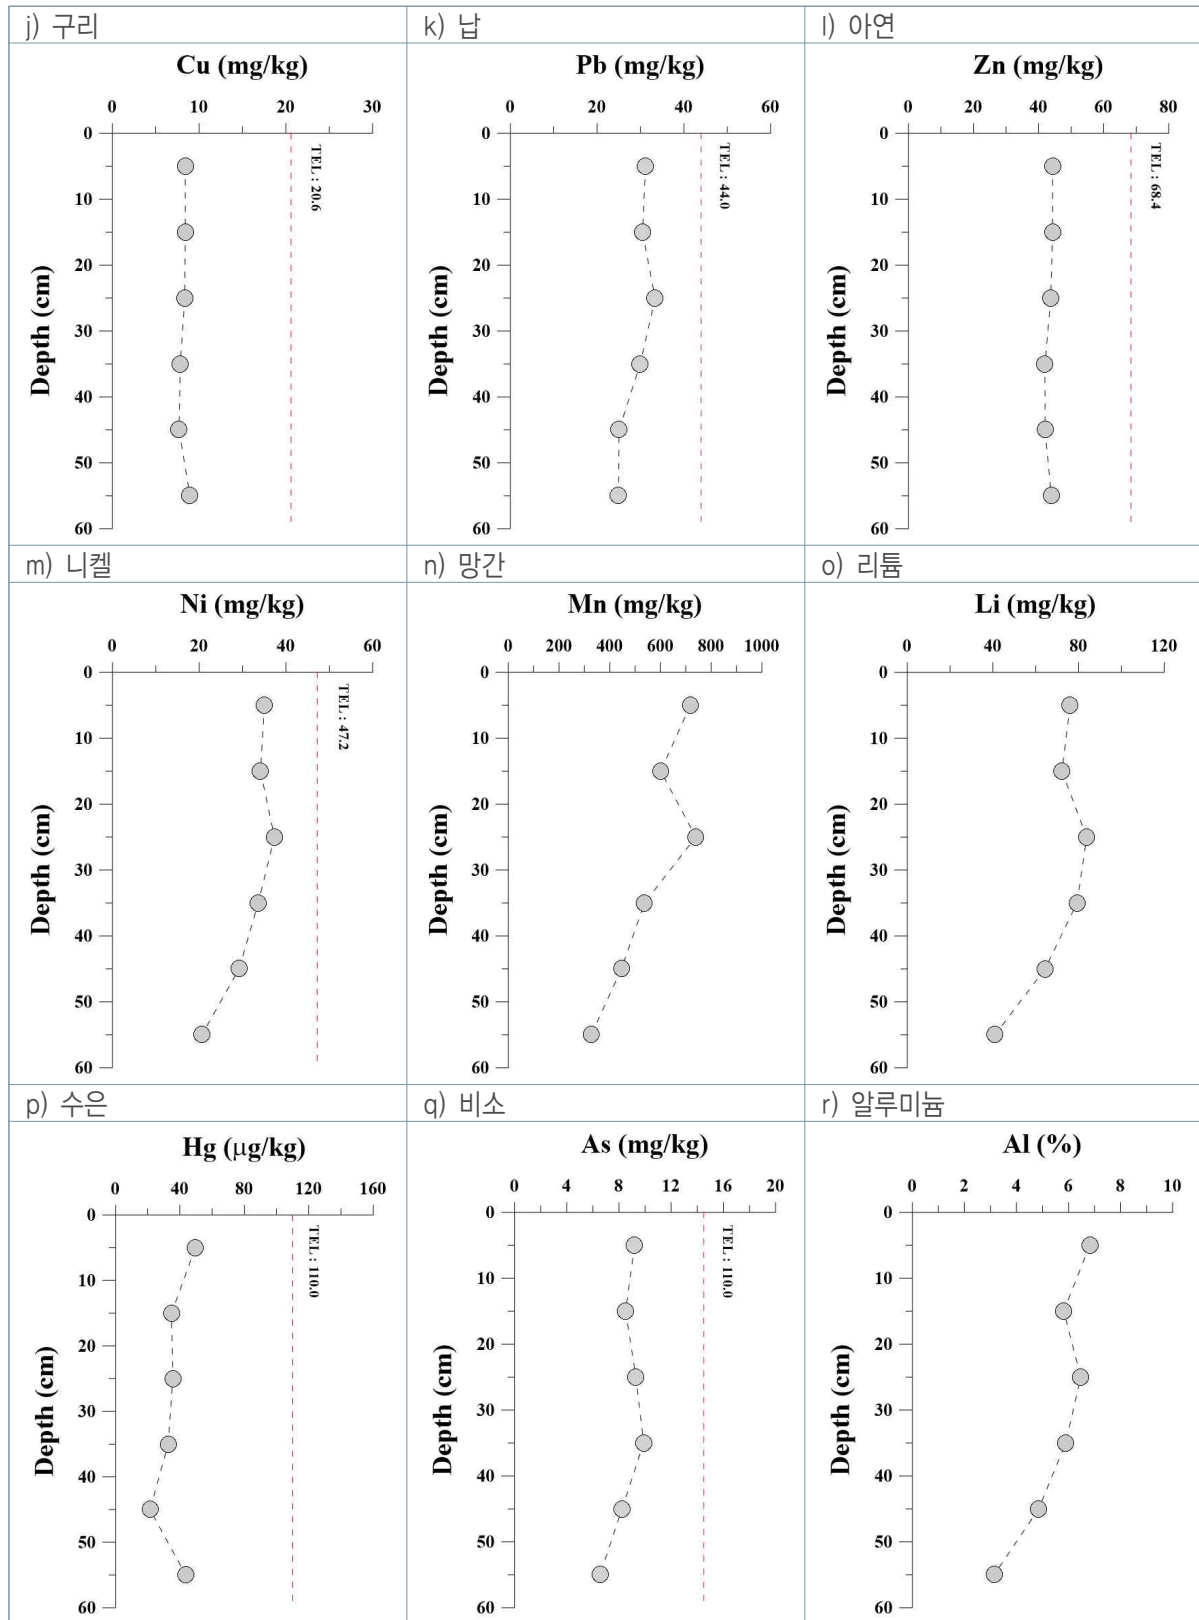 j) 구리
Cu (mg/kg)
0 10 20 30
0
10
20
30
40
50
60
Depth (cm)
TEL : 20.6
k) 납
Pb (mg/kg)
0 20 40 60
0
10
20
30
40
50
60
Depth (cm)
TEL : 44.0
l) 아연
Zn (mg/kg)
0 20 40 60 80
0
10
20
30
40
50
60
Depth (cm)
TEL : 68.4
m) 니켈
Ni (mg/kg)
0 20 40 60
0
10
20
30
40
50
60
Depth (cm)
TEL : 47.2
n) 망간
Mn (mg/kg)
0 200 400 600 800 1000
0
10
20
30
40
50
60
Depth (cm)
o) 리튬
Li (mg/kg)
0 40 80 120
0
10
20
30
40
50
60
Depth (cm)
p) 수은
Hg (μg/kg)
0 40 80 120 160
0
10
20
30
40
50
60
Depth (cm)
TEL : 110.0
q) 비소
As (mg/kg)
0 4 8 12 16 20
0
10
20
30
40
50
60
Depth (cm)
TEL : 110.0
r) 알루미늄
Al (%)
0 2 4 6 8 10
0
10
20
30
40
50
60
Depth (cm)